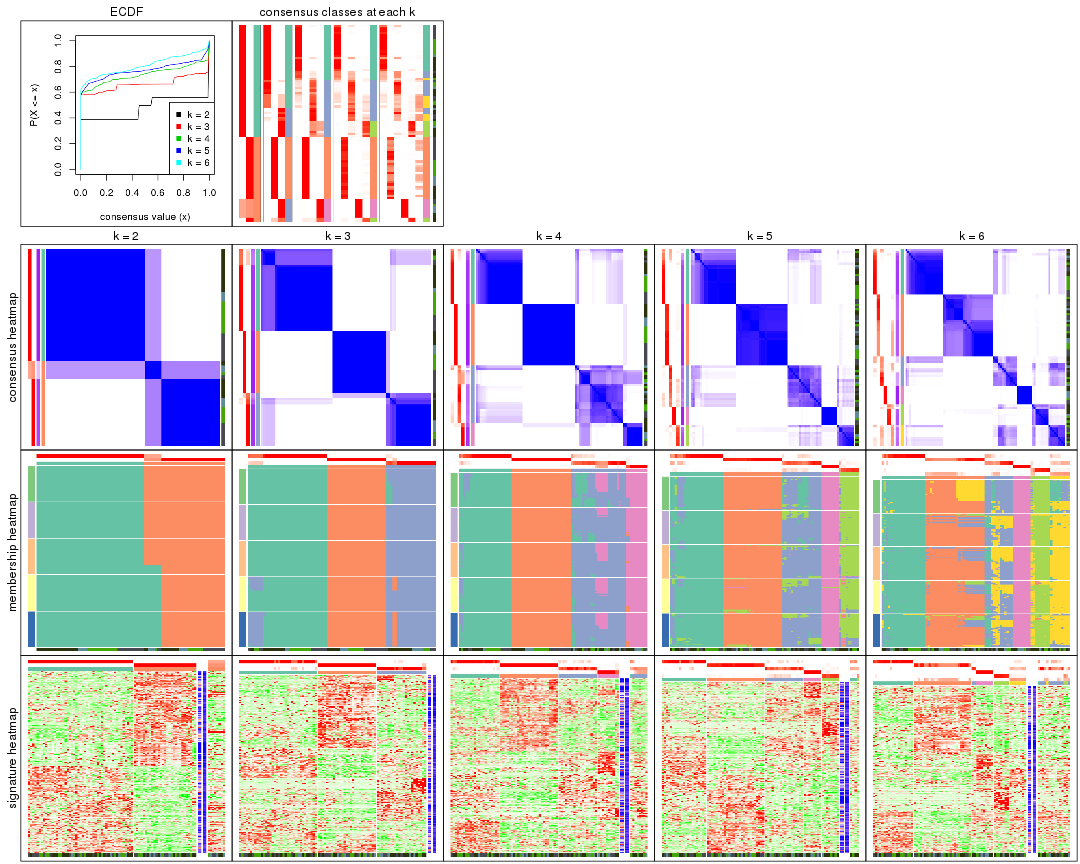 ECDF
consensus classes at each k
P(X <= x)
1.0
0.8
0.6
0.4
0.2
0.0
k = 2
k = 3
k = 4
k = 5
k = 6
0.0 0.2 0.4 0.6 0.8 1.0
consensus value (x)
k = 2
k = 3
k = 4
k = 5
k = 6
consensus heatmap
membership heatmap
signature heatmap